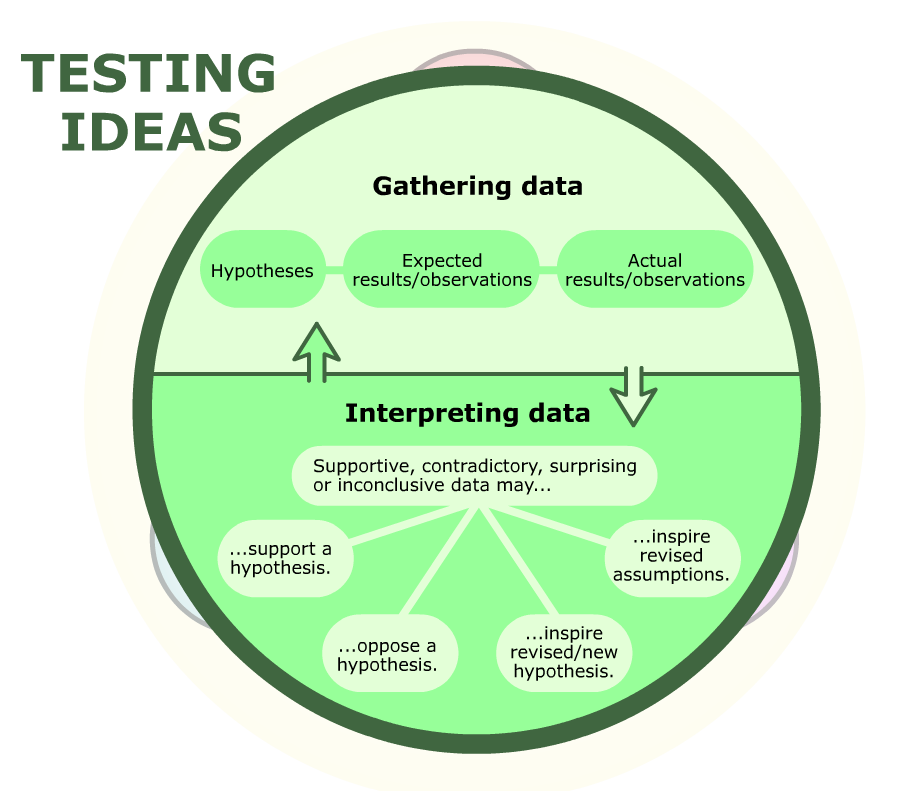 TESTING
IDEAS
Gathering data
Hypotheses
Expected
results/observations
Actual
results/observations
Interpreting data
Supportive, contradictory, surprising
or inconclusive data may...
...support a
hypothesis.
...oppose a
hypothesis.
...inspire
revised/new
hypothesis.
...inspire
revised
assumptions.